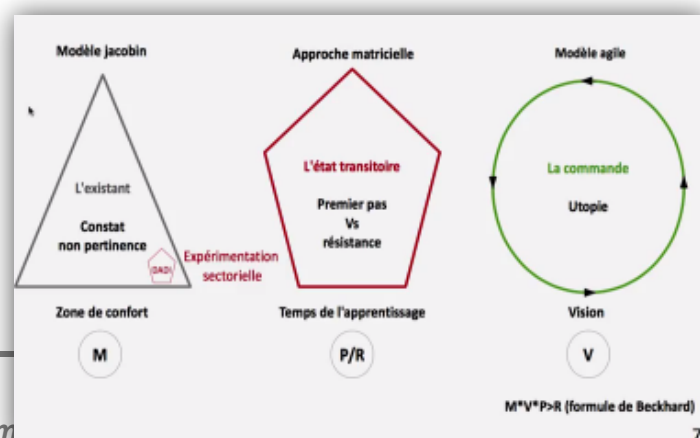 Modèle jacobin
L'existant
Constat
non pertinence
DADI
Expérimentation
sectorielle
Zone de confort
M
Approche matricielle
L'état transitoire
Premier pas
Vs
résistance
Temps de l'apprentissage
P/R
Modèle agile
La commande
Utopie
Vision
V
M*V*P>R (formule de Beckhard)